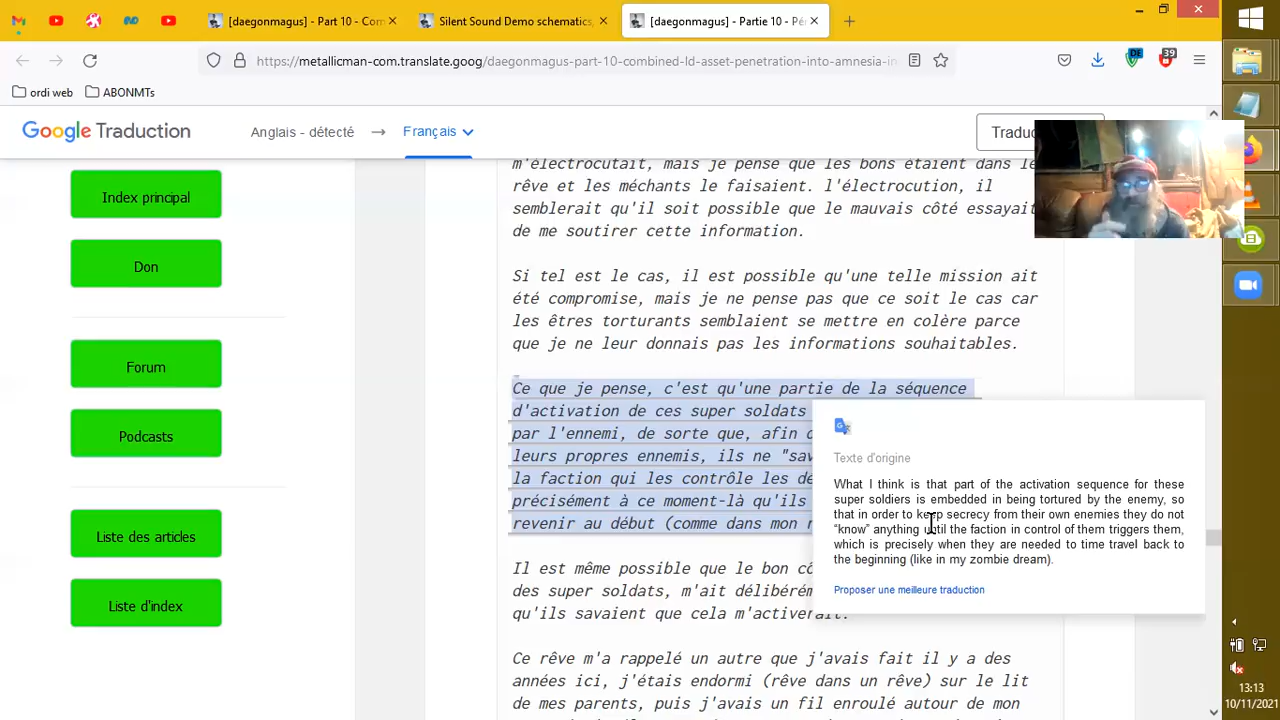 [daegonmagus] - Part 10 - Com
Silent Sound Demo schematics,
[daegonmagus] - Partie 10 - Pé
https://metallicman-com.translate.goog/daegonmagus-part-10-combined-ld-asset-penetration-into-amnesia-in
DE
39
ordi web
ABONMTs
Google Traduction
Anglais - détecté
Français
Traduc
Index principal
Don
Forum
Podcasts
Liste des articles
Liste d'index
m'électrocutait, mais je pense que les bons étaient dans le
rêve et les méchants le faisaient. l'électrocution, il
semblerait qu'il soit possible que le mauvais côté essayait
de me soutirer cette information.
Si tel est le cas, il est possible qu'une telle mission ait
été compromise, mais je ne pense pas que ce soit le cas car
les êtres torturants semblaient se mettre en colère parce
que je ne leur donnais pas les informations souhaitables.
Ce que je pense, c'est qu'une partie de la séquence
d'activation de ces super soldats
par l'ennemi, de sorte que, afin d
leurs propres ennemis, ils ne "sav
la faction qui les contrôle les dé
précisément à ce moment-là qu'ils
revenir au début (comme dans mon r
Il est même possible que le bon cô
des super soldats, m'ait délibérém
qu'ils savaient que cela m'activerait.
Ce rêve m'a rappelé un autre que j'avais fait il y a des
années ici, j'étais endormi (rêve dans un rêve) sur le lit
de mes parents, puis j'avais un fil enroulé autour de mon
Texte d'origine
What I think is that part of the activation sequence for these
super soldiers is embedded in being tortured by the enemy, so
that in order to keep secrecy from their own enemies they do not
“know” anything until the faction in control of them triggers them,
which is precisely when they are needed to time travel back to
the beginning (like in my zombie dream).
Proposer une meilleure traduction
13:13
10/11/2021